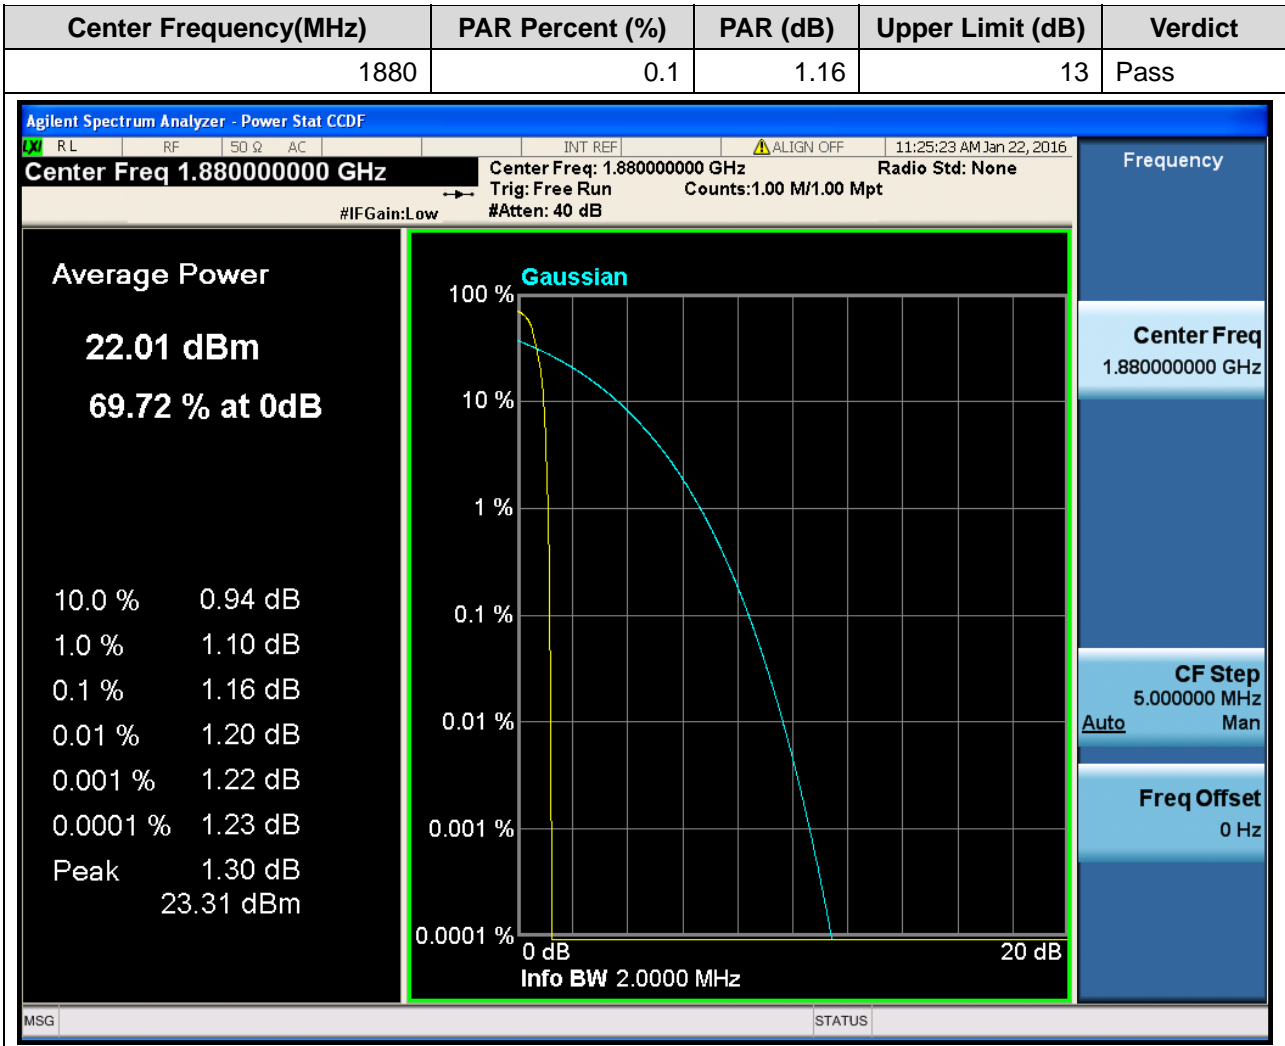 Center Frequency(MHz) PAR Percent (%) PAR (dB) Upper Limit (dB) Verdict
1880 0.1 1.16 13 Pass
Agilent Spectrum Analyzer - Power Stat CCDF
LXI RL RF 50 Ω AC INT REF ALIGN OFF 11:25:23 AM Jan 22, 2016
Center Freq 1.880000000 GHz
#IFGain:Low
Center Freq: 1.880000000 GHz Radio Std: None
Trig: Free Run Counts:1.00 M/1.00 Mpt
#Atten: 40 dB
Average Power
22.01 dBm
69.72 % at 0dB
10.0 % 0.94 dB
1.0 % 1.10 dB
0.1 % 1.16 dB
0.01 % 1.20 dB
0.001 % 1.22 dB
0.0001 % 1.23 dB
Peak 1.30 dB
23.31 dBm
Gaussian
100 %
10 %
1 %
0.1 %
0.01 %
0.001 %
0.0001 %
0 dB 20 dB
Info BW 2.0000 MHz
Frequency
Center Freq
1.880000000 GHz
CF Step
5.000000 MHz
Auto Man
Freq Offset
0 Hz
MSG STATUS